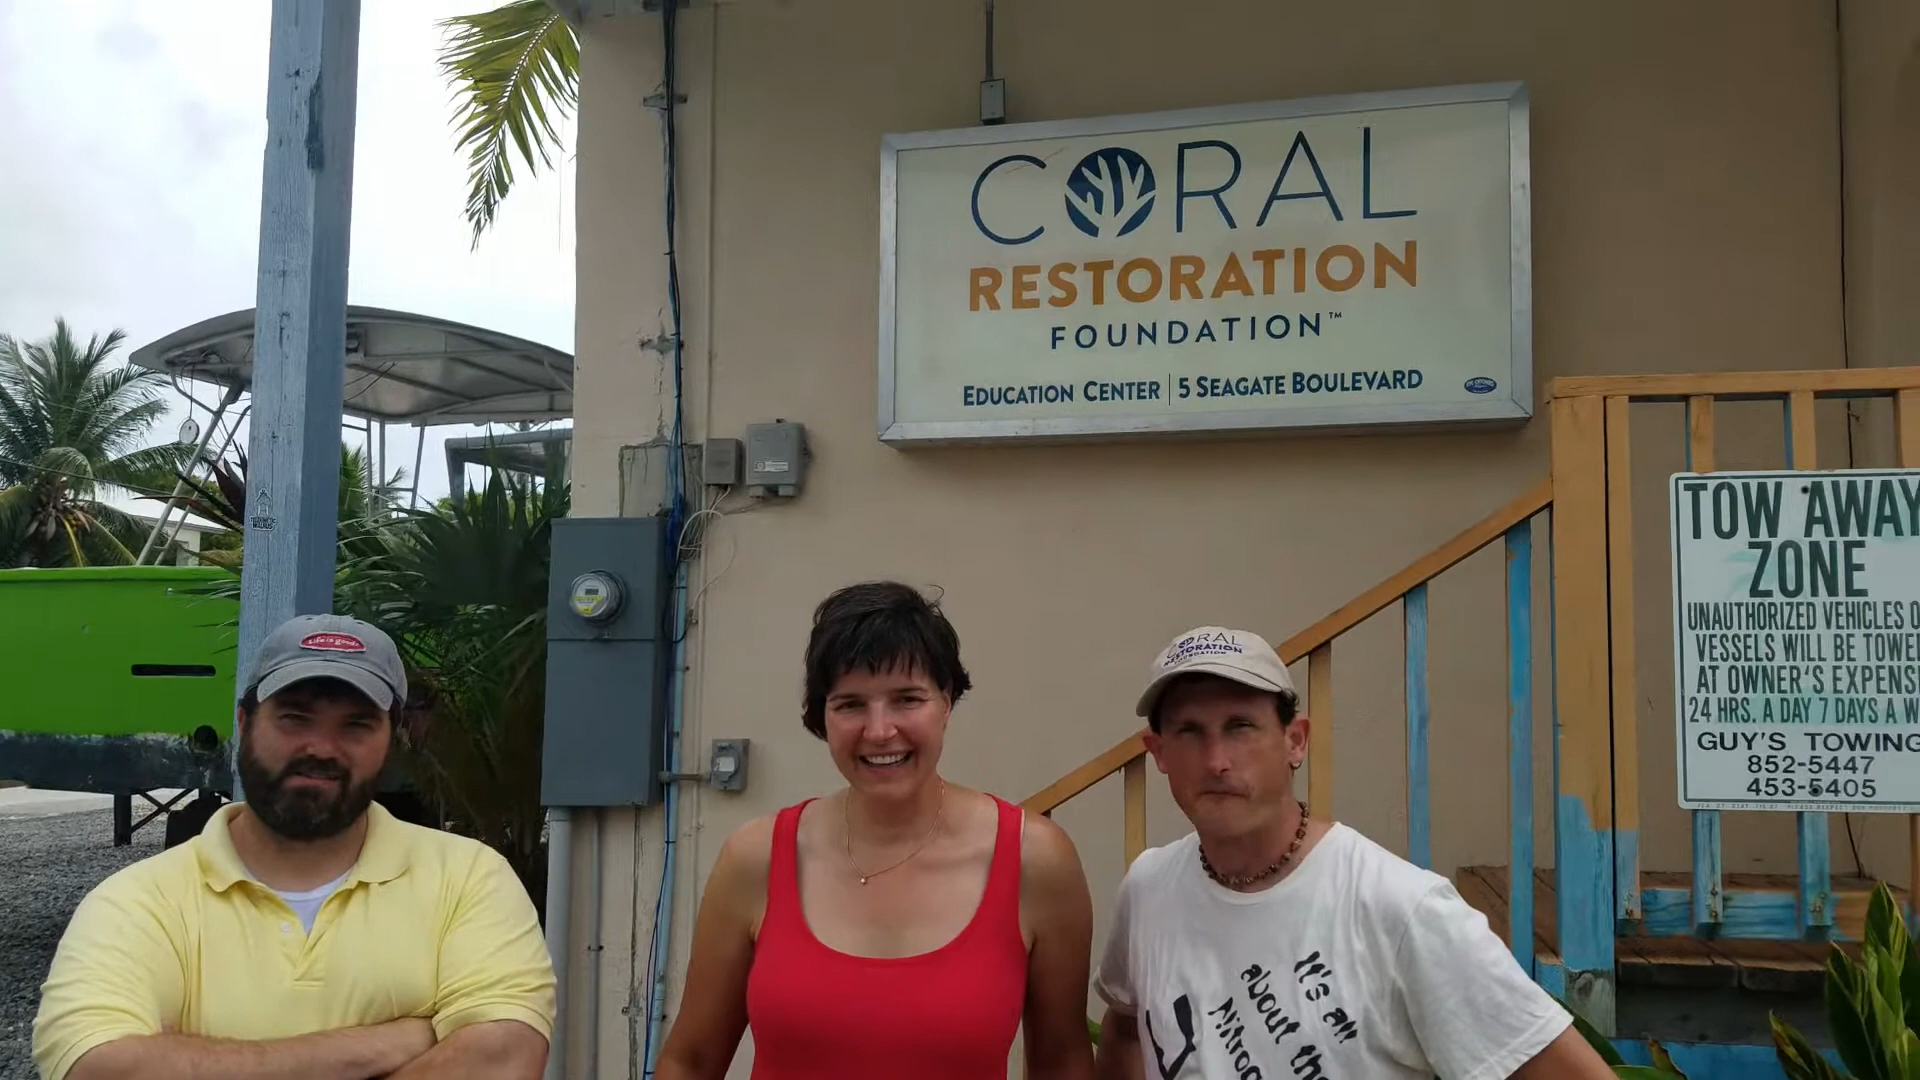 CORAL
RESTORATION
FOUNDATION™
EDUCATION CENTER | 5 SEAGATE BOULEVARD
TOW AWAY
ZONE
UNAUTHORIZED VEHICLES
VESSELS WILL BE
AT OWNER'S
24 HRS. A DAY 7 DAYS A
GUY'S TOWING
852-5447
453-5405
Life is good
CORAL
RESTORATION
FOUNDATION
It's all
about the